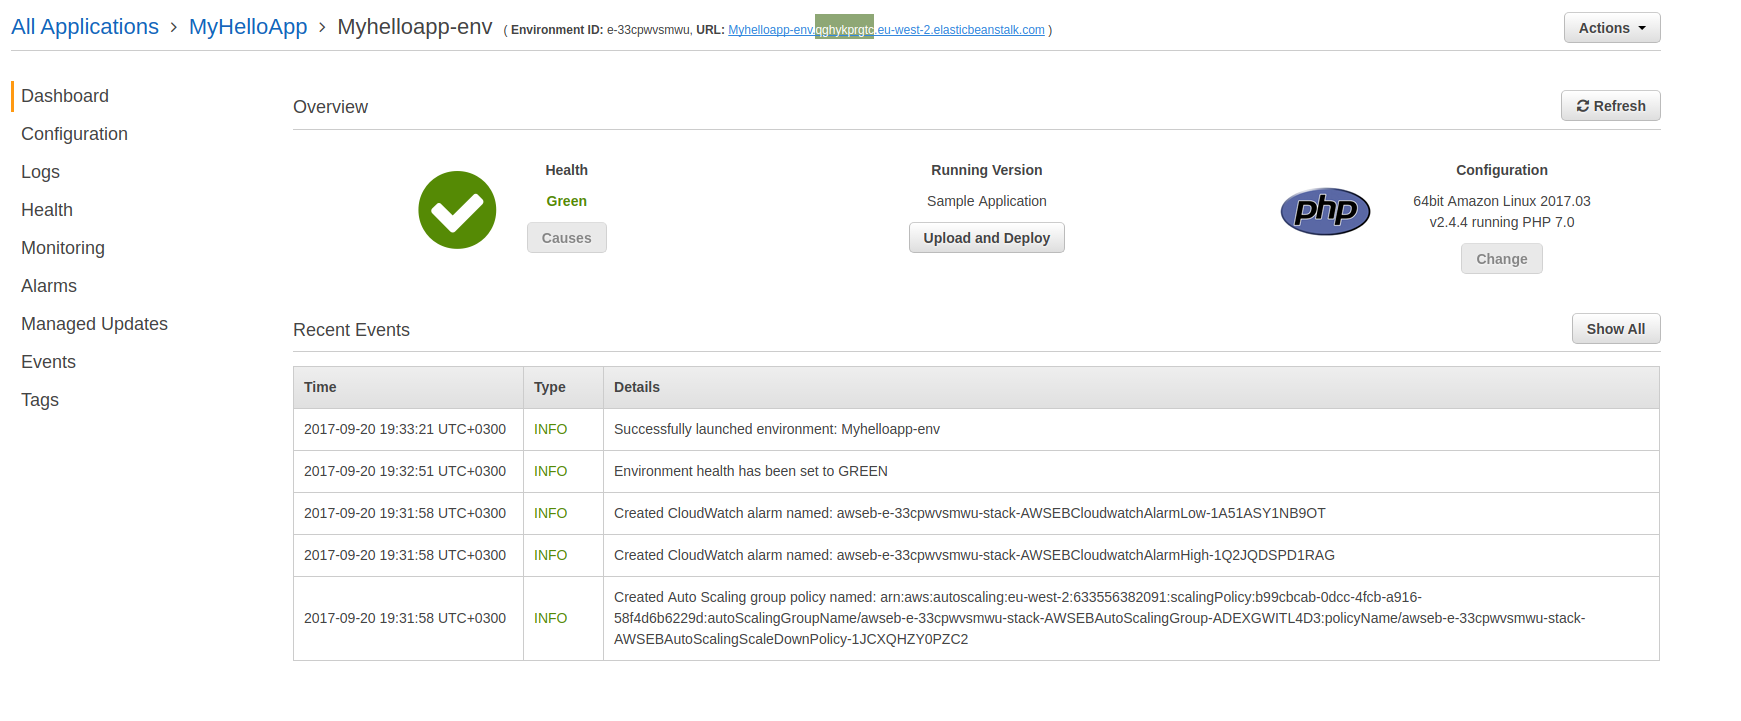 All Applications > MyHelloApp > Myhelloapp-env ( Environment ID: e-33cpwvsmwu, URL: Myhelloapp-env.qghykprgtc.eu-west-2.elasticbeanstalk.com )
Actions
Dashboard
Configuration
Logs
Health
Monitoring
Alarms
Managed Updates
Events
Tags
Overview
Refresh
Health
Green
Causes
Running Version
Sample Application
Upload and Deploy
php
Configuration
64bit Amazon Linux 2017.03
v2.4.4 running PHP 7.0
Change
Recent Events
Show All
Time Type Details
2017-09-20 19:33:21 UTC+0300 INFO Successfully launched environment: Myhelloapp-env
2017-09-20 19:32:51 UTC+0300 INFO Environment health has been set to GREEN
2017-09-20 19:31:58 UTC+0300 INFO Created CloudWatch alarm named: awseb-e-33cpwvsmwu-stack-AWSEBCloudwatchAlarmLow-1A51ASY1NB9OT
2017-09-20 19:31:58 UTC+0300 INFO Created CloudWatch alarm named: awseb-e-33cpwvsmwu-stack-AWSEBCloudwatchAlarmHigh-1Q2JQDSPD1RAG
2017-09-20 19:31:58 UTC+0300 INFO Created Auto Scaling group policy named: arn:aws:autoscaling:eu-west-2:633556382091:scalingPolicy:b99cbcab-0dcc-4fcb-a916-
58f4d6b6229d:autoScalingGroupName/awseb-e-33cpwvsmwu-stack-AWSEBAutoScalingGroup-ADEXGWITL4D3:policyName/awseb-e-33cpwvsmwu-stack-
AWSEBAutoScalingScaleDownPolicy-1JCXQHZY0PZC2